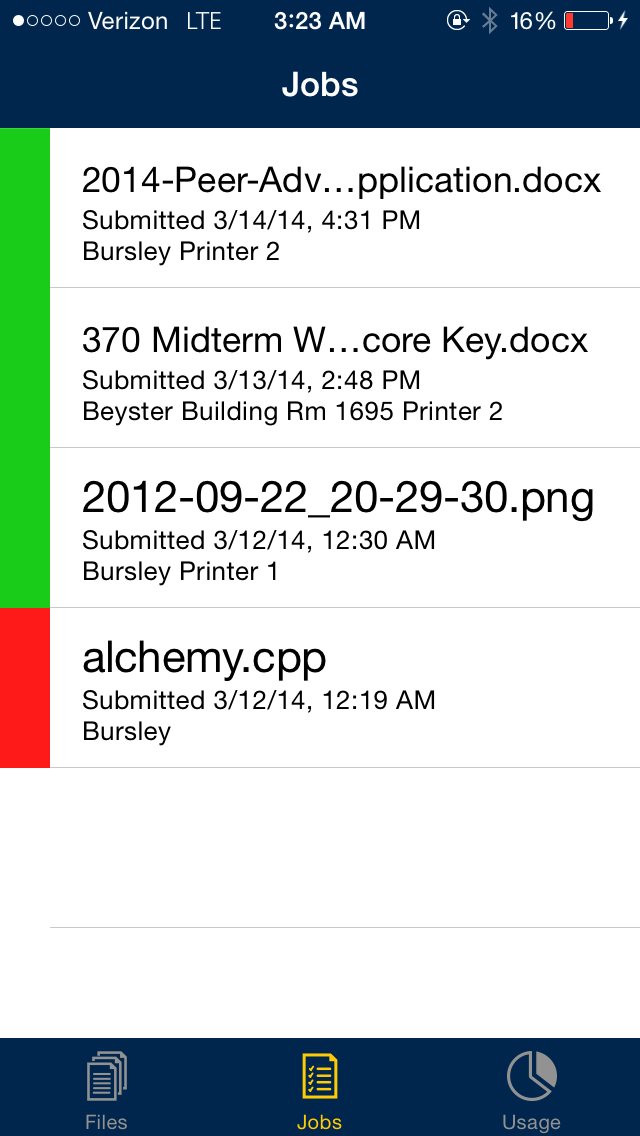 Verizon LTE 3:23 AM 16%
Jobs
2014-Peer-Adv…pplication.docx
Submitted 3/14/14, 4:31 PM
Bursley Printer 2
370 Midterm W…core Key.docx
Submitted 3/13/14, 2:48 PM
Beyster Building Rm 1695 Printer 2
2012-09-22_20-29-30.png
Submitted 3/12/14, 12:30 AM
Bursley Printer 1
alchemy.cpp
Submitted 3/12/14, 12:19 AM
Bursley
Files Jobs Usage